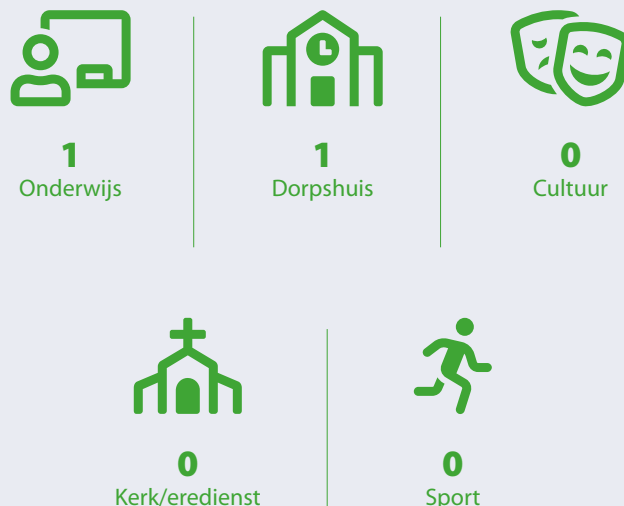 1
Onderwijs
1
Dorpshuis
0
Cultuur
0
Kerk/eredienst
0
Sport